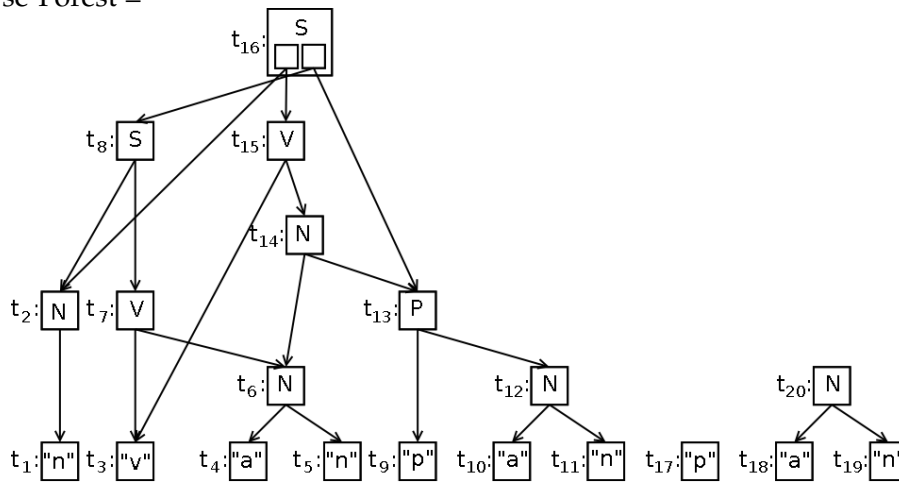 se Forest =
t16: S
t8: S t15: V
t14: N
t2: N t7: V t13: P
t6: N t12: N t20: N
t1: "n" t3: "v" t4: "a" t5: "n" t9: "p" t10: "a" t11: "n" t17: "p" t18: "a" t19: "n"